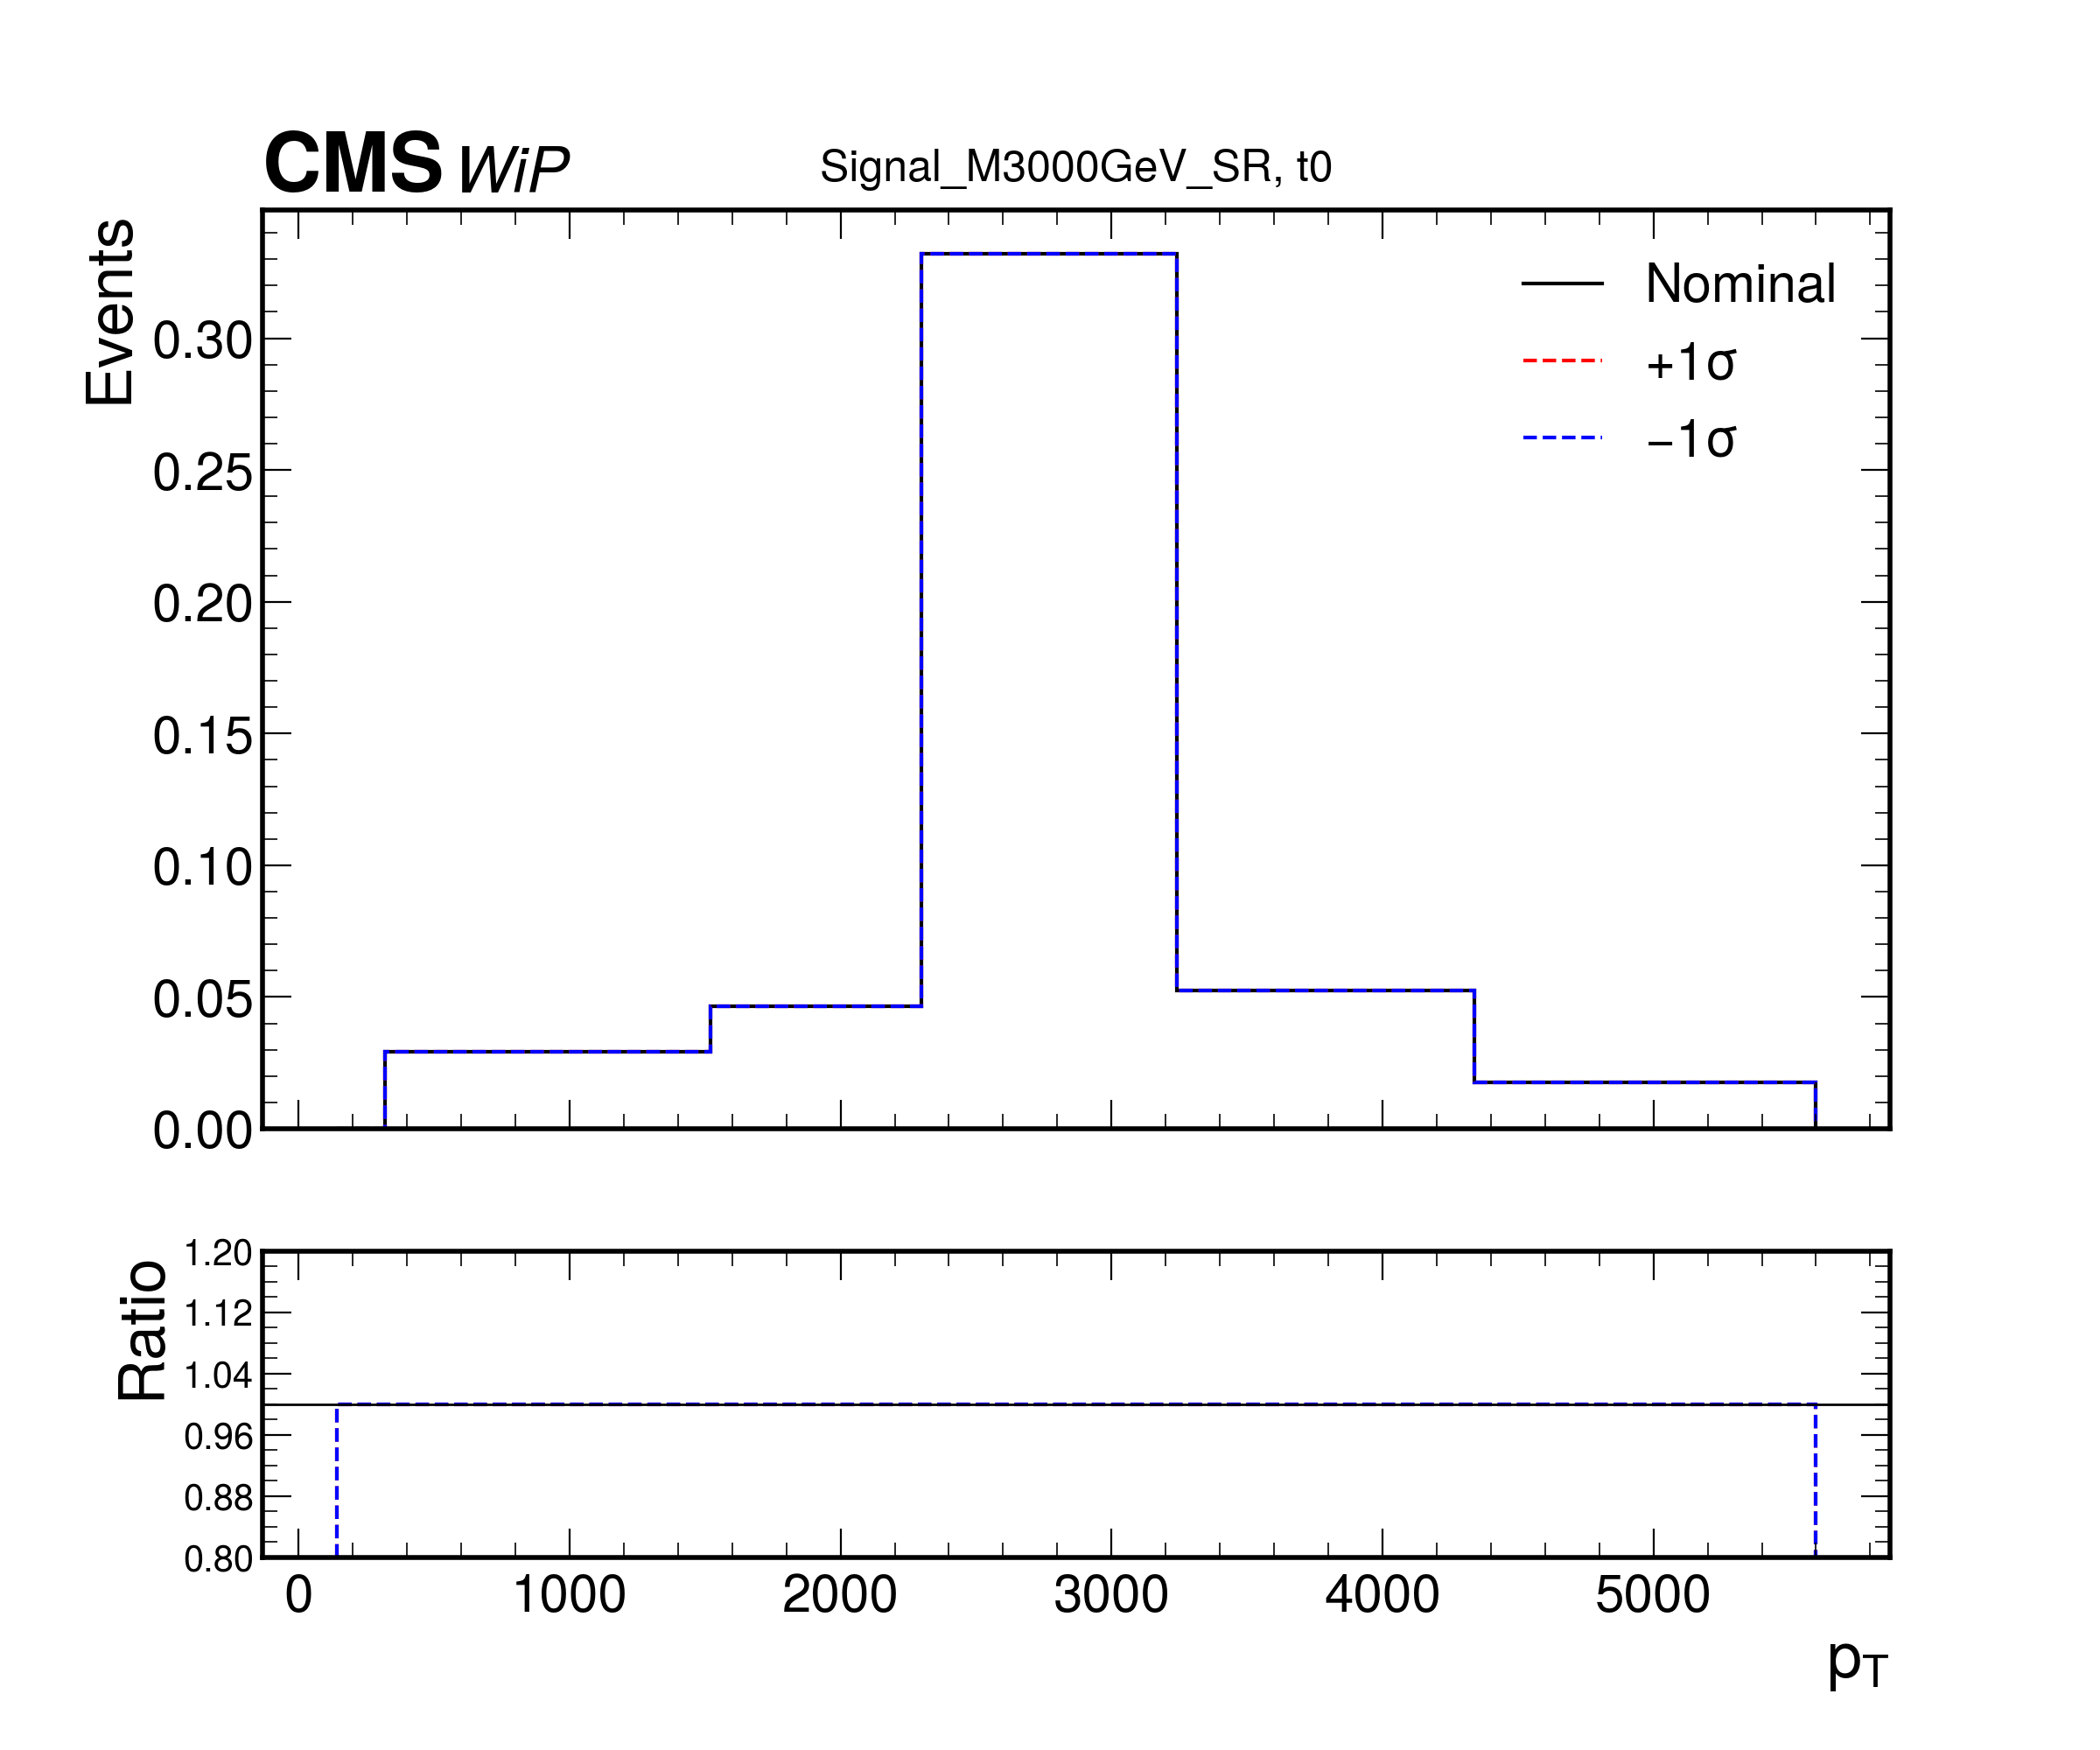 CMS WiP
Signal_M3000GeV_SR, t0
Events
0.30
0.25
0.20
0.15
0.10
0.05
0.00
Nominal
+1σ
−1σ
Ratio
1.20
1.12
1.04
0.96
0.88
0.80
0 1000 2000 3000 4000 5000
pT